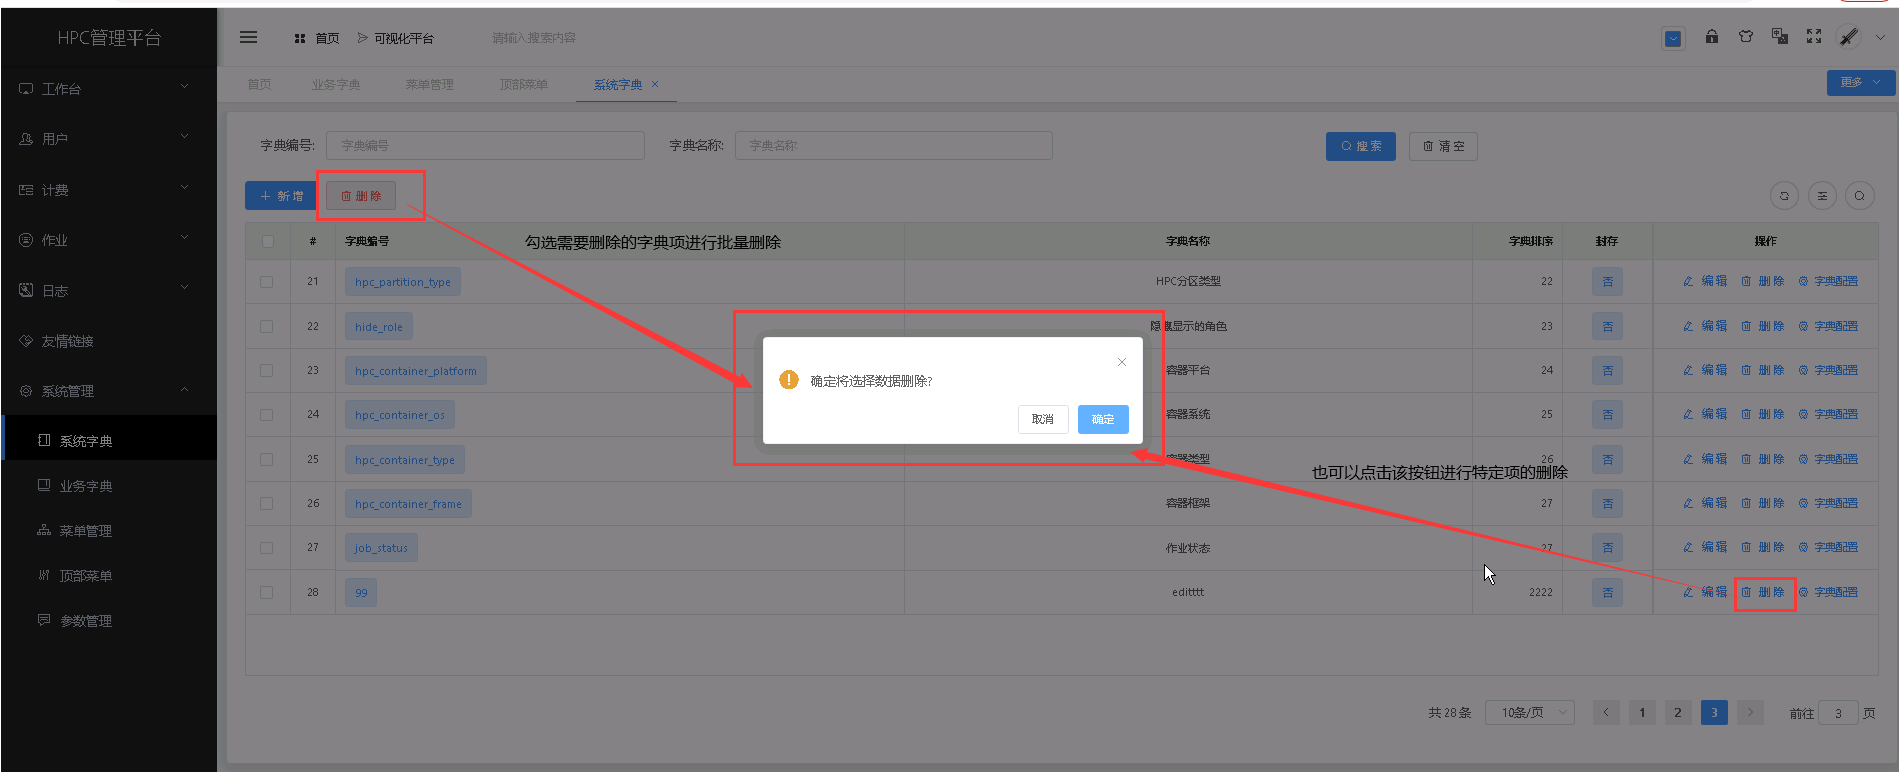 HPC管理平台
首页
可视化平台
请输入搜索内容
工作台
用户
计费
作业
日志
友情链接
系统管理
系统字典
业务字典
菜单管理
顶部菜单
参数管理
首页 业务字典 菜单管理 顶部菜单 系统字典 ×
更多
字典编号: 字典编号 字典名称: 字典名称 搜索 清空
+ 新增 删除
# 字典编号 勾选需要删除的字典项进行批量删除 字典名称 字典排序 封存 操作
21 hpc_partition_type HPC分区类型 22 否 编辑 删除 字典配置
22 hide_role 隐藏显示的角色 23 否 编辑 删除 字典配置
23 hpc_container_platform 容器平台 24 否 编辑 删除 字典配置
24 hpc_container_os 容器系统 25 否 编辑 删除 字典配置
25 hpc_container_type 容器类型 26 否 编辑 删除 字典配置
26 hpc_container_frame 容器框架 27 否 编辑 删除 字典配置
27 job_status 作业状态 27 否 编辑 删除 字典配置
28 99 editttt 2222 否 编辑 删除 字典配置
确定将选择数据删除?
取消 确定
也可以点击该按钮进行特定项的删除
共 28 条 10条/页 < 1 2 3 > 前往 3 页